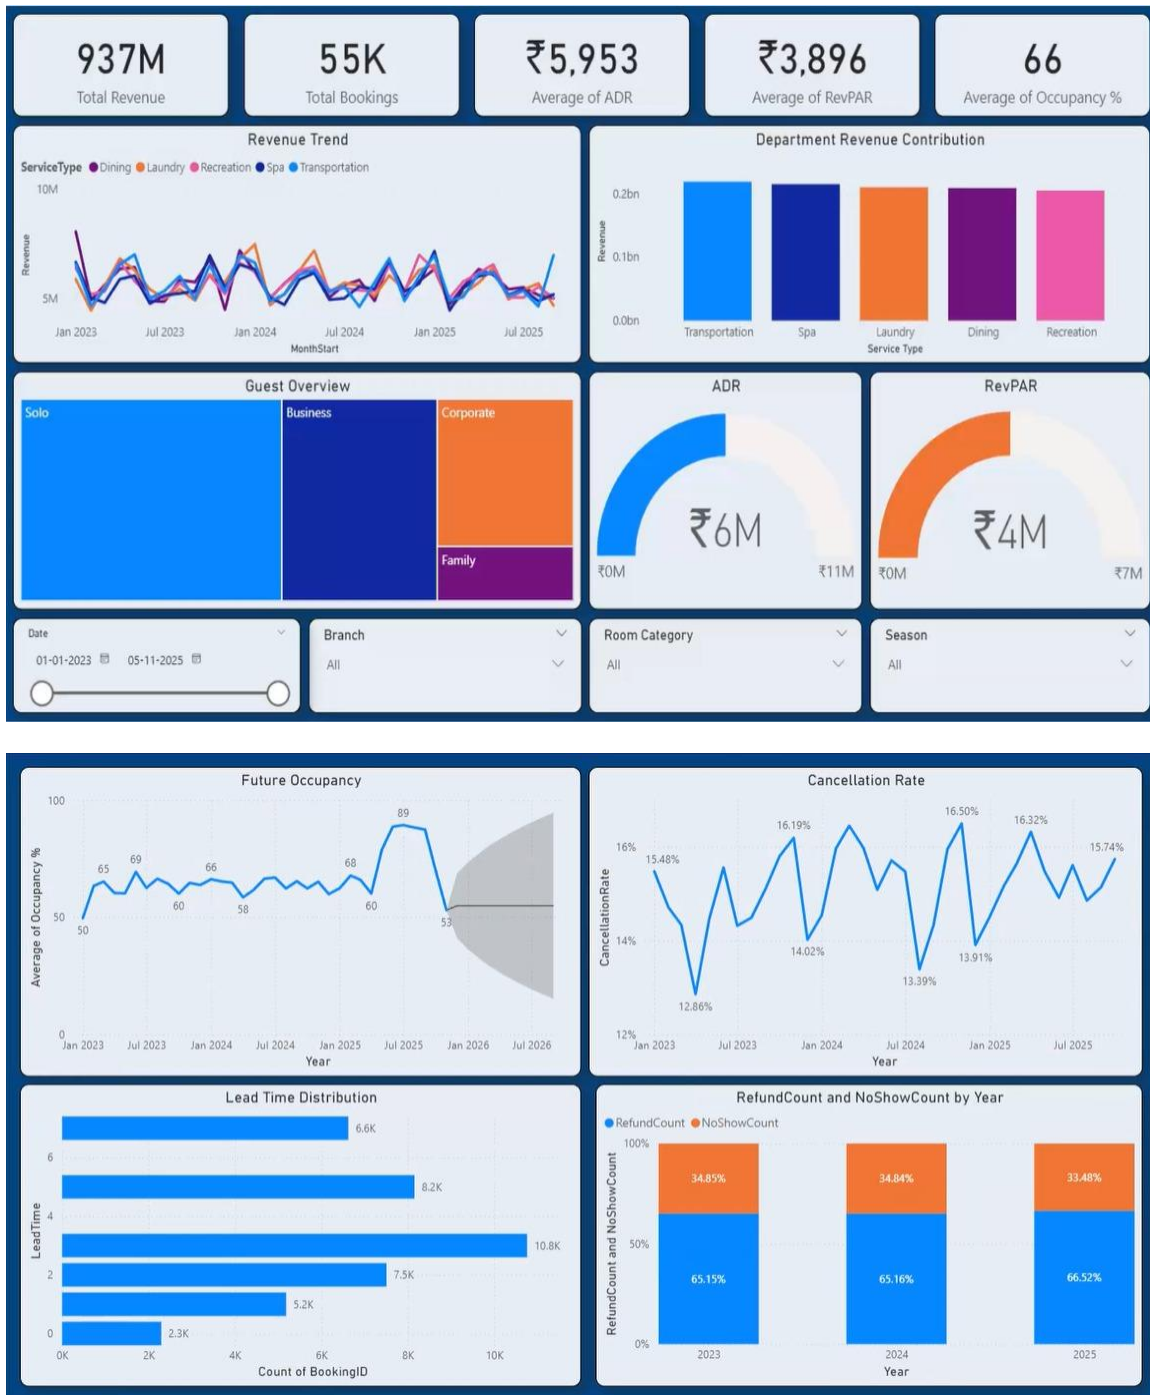 937M
Total Revenue
55K
Total Bookings
₹5,953
Average of ADR
₹3,896
Average of RevPAR
66
Average of Occupancy %
Revenue Trend
ServiceType Dining Laundry Recreation Spa Transportation
10M
5M
Revenue
Jan 2023 Jul 2023 Jan 2024 Jul 2024 Jan 2025 Jul 2025
MonthStart
Department Revenue Contribution
0.2bn
0.1bn
0.0bn
Revenue
Transportation Spa Laundry Dining Recreation
Service Type
Guest Overview
Solo
Business
Corporate
Family
ADR
₹6M
₹0M
₹11M
RevPAR
₹4M
₹0M
₹7M
Date
01-01-2023
05-11-2025
Branch
All
Room Category
All
Season
All
Future Occupancy
100
50
0
Average of Occupancy %
50
65
69
60
66
58
68
60
89
53
Jan 2023 Jul 2023 Jan 2024 Jul 2024 Jan 2025 Jul 2025 Jan 2026 Jul 2026
Year
Cancellation Rate
16%
14%
12%
CancellationRate
15.48%
12.86%
16.19%
14.02%
13.39%
16.50%
13.91%
16.32%
15.74%
Jan 2023 Jul 2023 Jan 2024 Jul 2024 Jan 2025 Jul 2025
Year
Lead Time Distribution
LeadTime
6.6K
6
8.2K
4
10.8K
2
7.5K
5.2K
0
2.3K
0K 2K 4K 6K 8K 10K
Count of BookingID
RefundCount and NoShowCount by Year
RefundCount NoShowCount
RefundCount and NoShowCount
100%
50%
0%
34.85% 34.84% 33.48%
65.15% 65.16% 66.52%
2023 2024 2025
Year